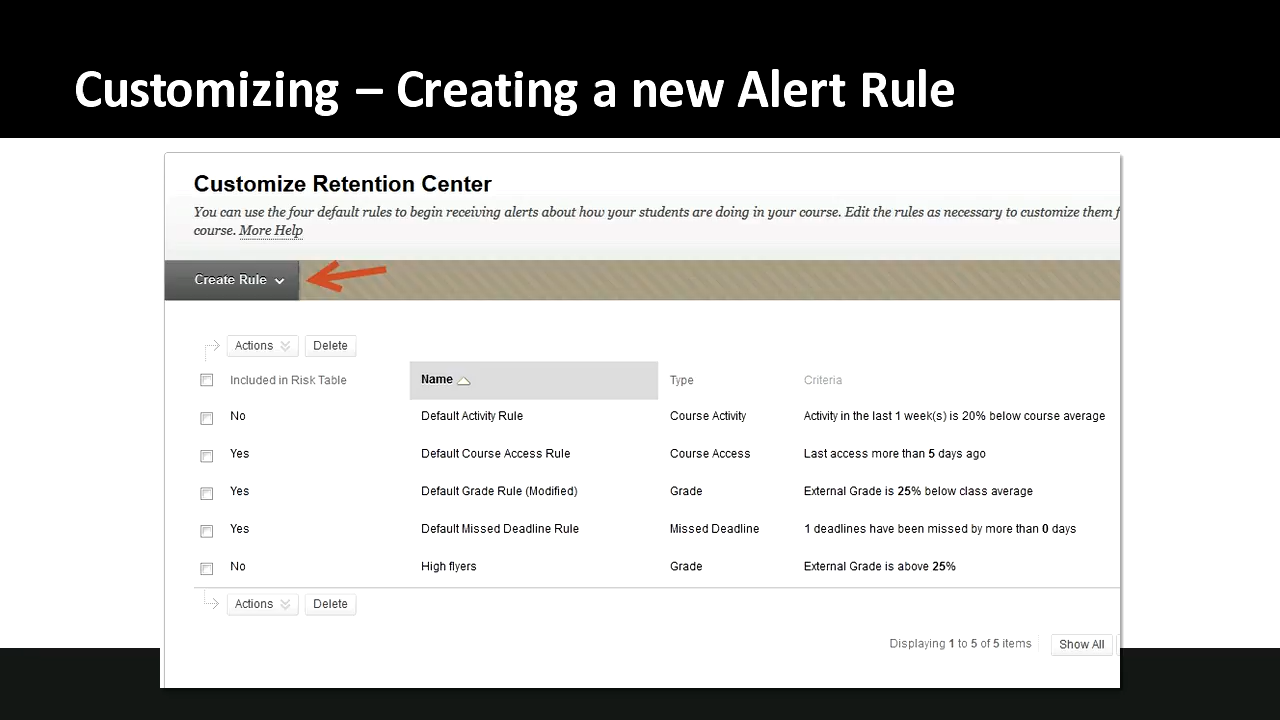 Customizing – Creating a new Alert Rule
Customize Retention Center
You can use the four default rules to begin receiving alerts about how your students are doing in your course. Edit the rules as necessary to customize them f
course. More Help
Create Rule
Actions Delete
Included in Risk Table Name Type Criteria
No Default Activity Rule Course Activity Activity in the last 1 week(s) is 20% below course average
Yes Default Course Access Rule Course Access Last access more than 5 days ago
Yes Default Grade Rule (Modified) Grade External Grade is 25% below class average
Yes Default Missed Deadline Rule Missed Deadline 1 deadlines have been missed by more than 0 days
No High flyers Grade External Grade is above 25%
Actions Delete
Displaying 1 to 5 of 5 items Show All